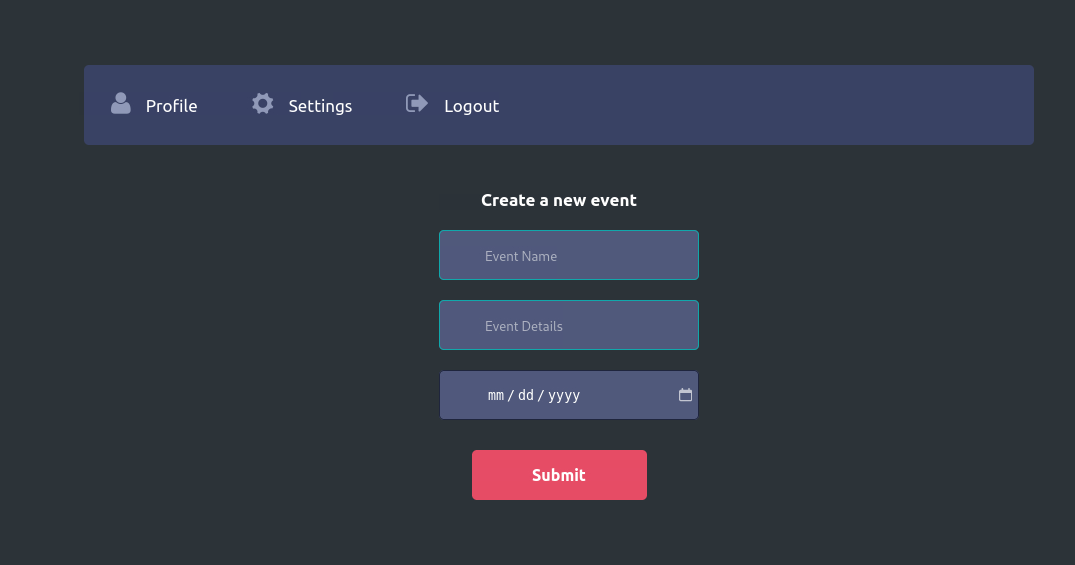 Profile Settings Logout
Create a new event
Event Name
Event Details
mm / dd / yyyy
Submit